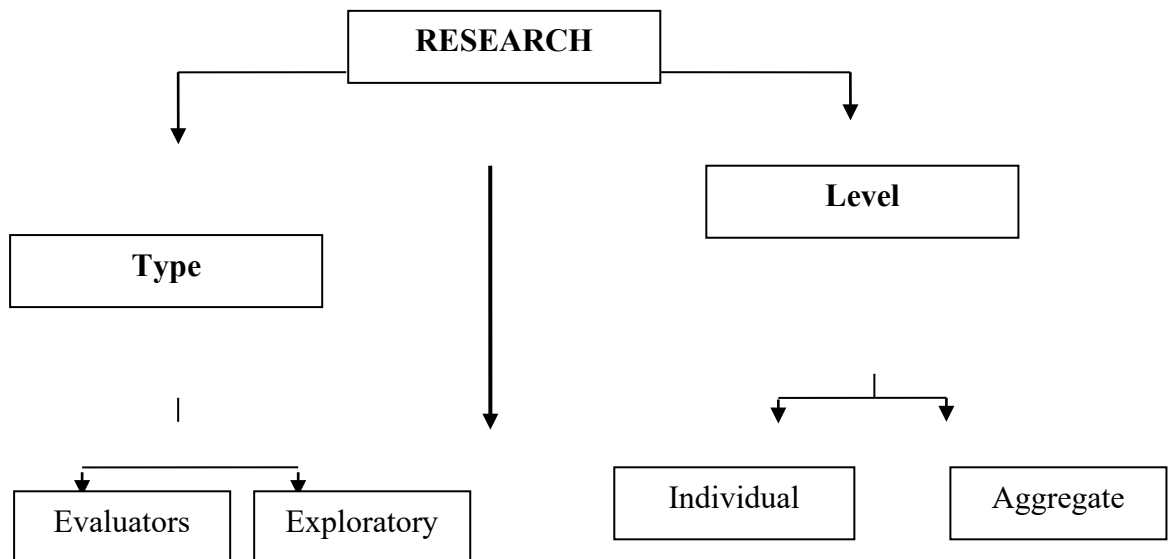 RESEARCH
Level
Type
Individual
Aggregate
Evaluators
Exploratory